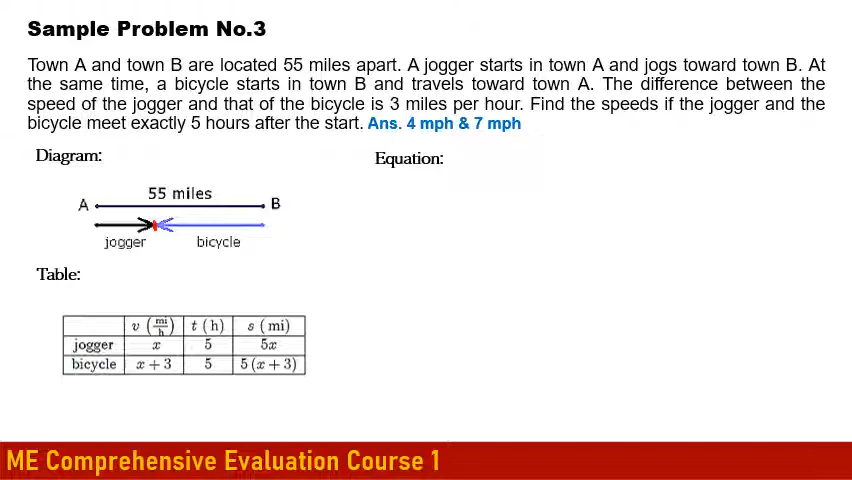 Sample Problem No.3
Town A and town B are located 55 miles apart. A jogger starts in town A and jogs toward town B. At
the same time, a bicycle starts in town B and travels toward town A. The difference between the
speed of the jogger and that of the bicycle is 3 miles per hour. Find the speeds if the jogger and the
bicycle meet exactly 5 hours after the start. Ans. 4 mph & 7 mph
Diagram:
Equation:
55 miles
A B
jogger bicycle
Table:
v (mi/h) t (h) s (mi)
jogger x 5 5x
bicycle x + 3 5 5 (x + 3)
ME Comprehensive Evaluation Course 1